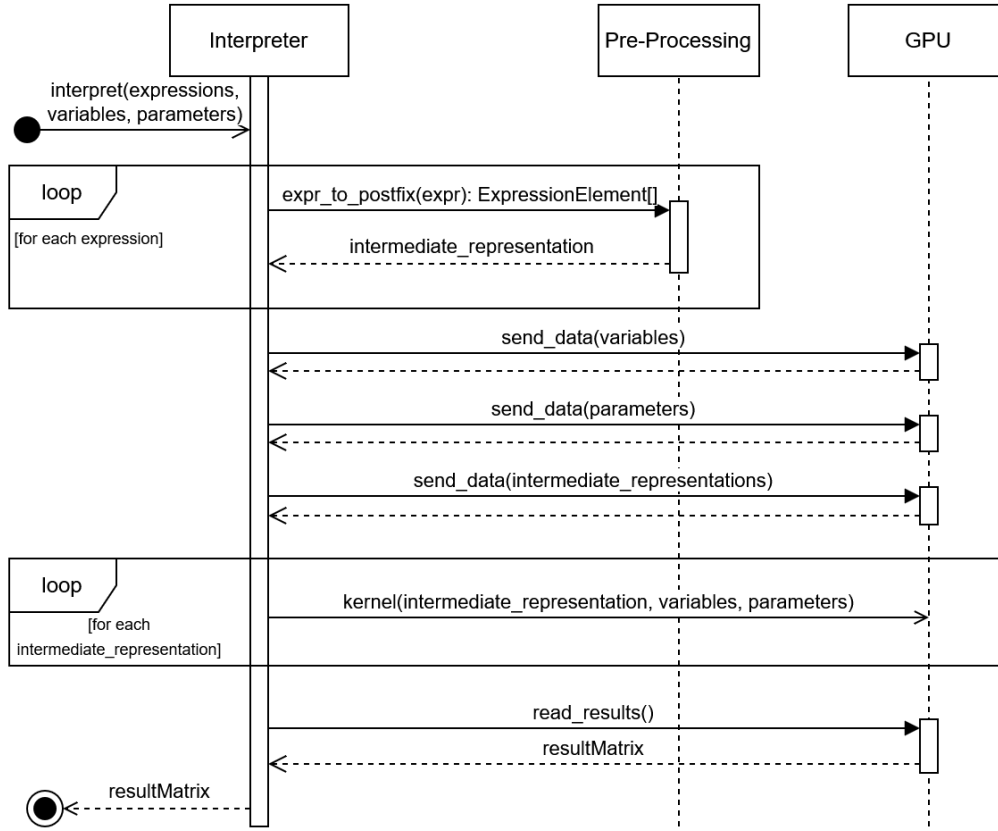 Interpreter
Pre-Processing
GPU
interpret(expressions,
variables, parameters)
loop
[for each expression]
expr_to_postfix(expr): ExpressionElement[]
intermediate_representation
send_data(variables)
send_data(parameters)
send_data(intermediate_representations)
loop
[for each
intermediate_representation]
kernel(intermediate_representation, variables, parameters)
read_results()
resultMatrix
resultMatrix